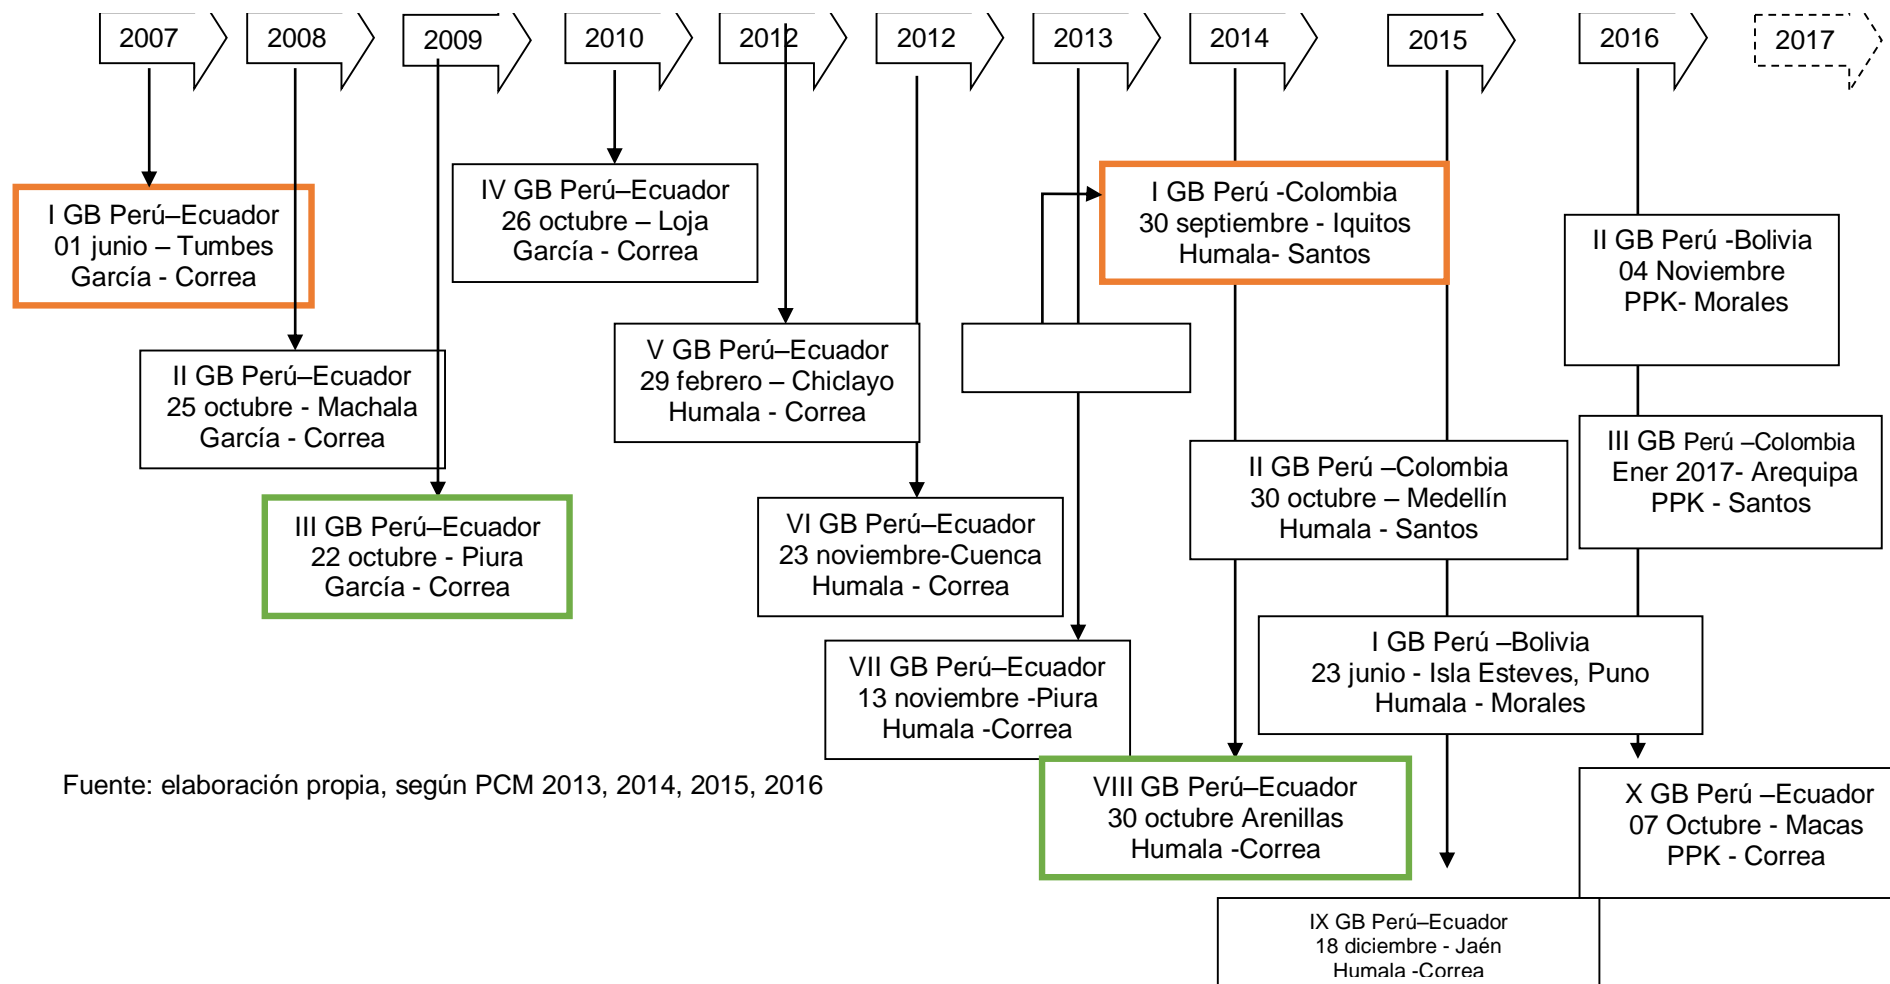 2007
2008
2009
2010
2012
2012
2013
2014
2015
2016
2017
I GB Perú–Ecuador
01 junio – Tumbes
García - Correa
II GB Perú–Ecuador
25 octubre - Machala
García - Correa
III GB Perú–Ecuador
22 octubre - Piura
García - Correa
IV GB Perú–Ecuador
26 octubre – Loja
García - Correa
V GB Perú–Ecuador
29 febrero – Chiclayo
Humala - Correa
VI GB Perú–Ecuador
23 noviembre-Cuenca
Humala - Correa
VII GB Perú–Ecuador
13 noviembre -Piura
Humala -Correa
I GB Perú -Colombia
30 septiembre - Iquitos
Humala- Santos
II GB Perú –Colombia
30 octubre – Medellín
Humala - Santos
VIII GB Perú–Ecuador
30 octubre Arenillas
Humala -Correa
I GB Perú –Bolivia
23 junio - Isla Esteves, Puno
Humala - Morales
IX GB Perú–Ecuador
18 diciembre - Jaén
Humala -Correa
II GB Perú -Bolivia
04 Noviembre
PPK- Morales
III GB Perú –Colombia
Ener 2017- Arequipa
PPK - Santos
X GB Perú –Ecuador
07 Octubre - Macas
PPK - Correa
Fuente: elaboración propia, según PCM 2013, 2014, 2015, 2016